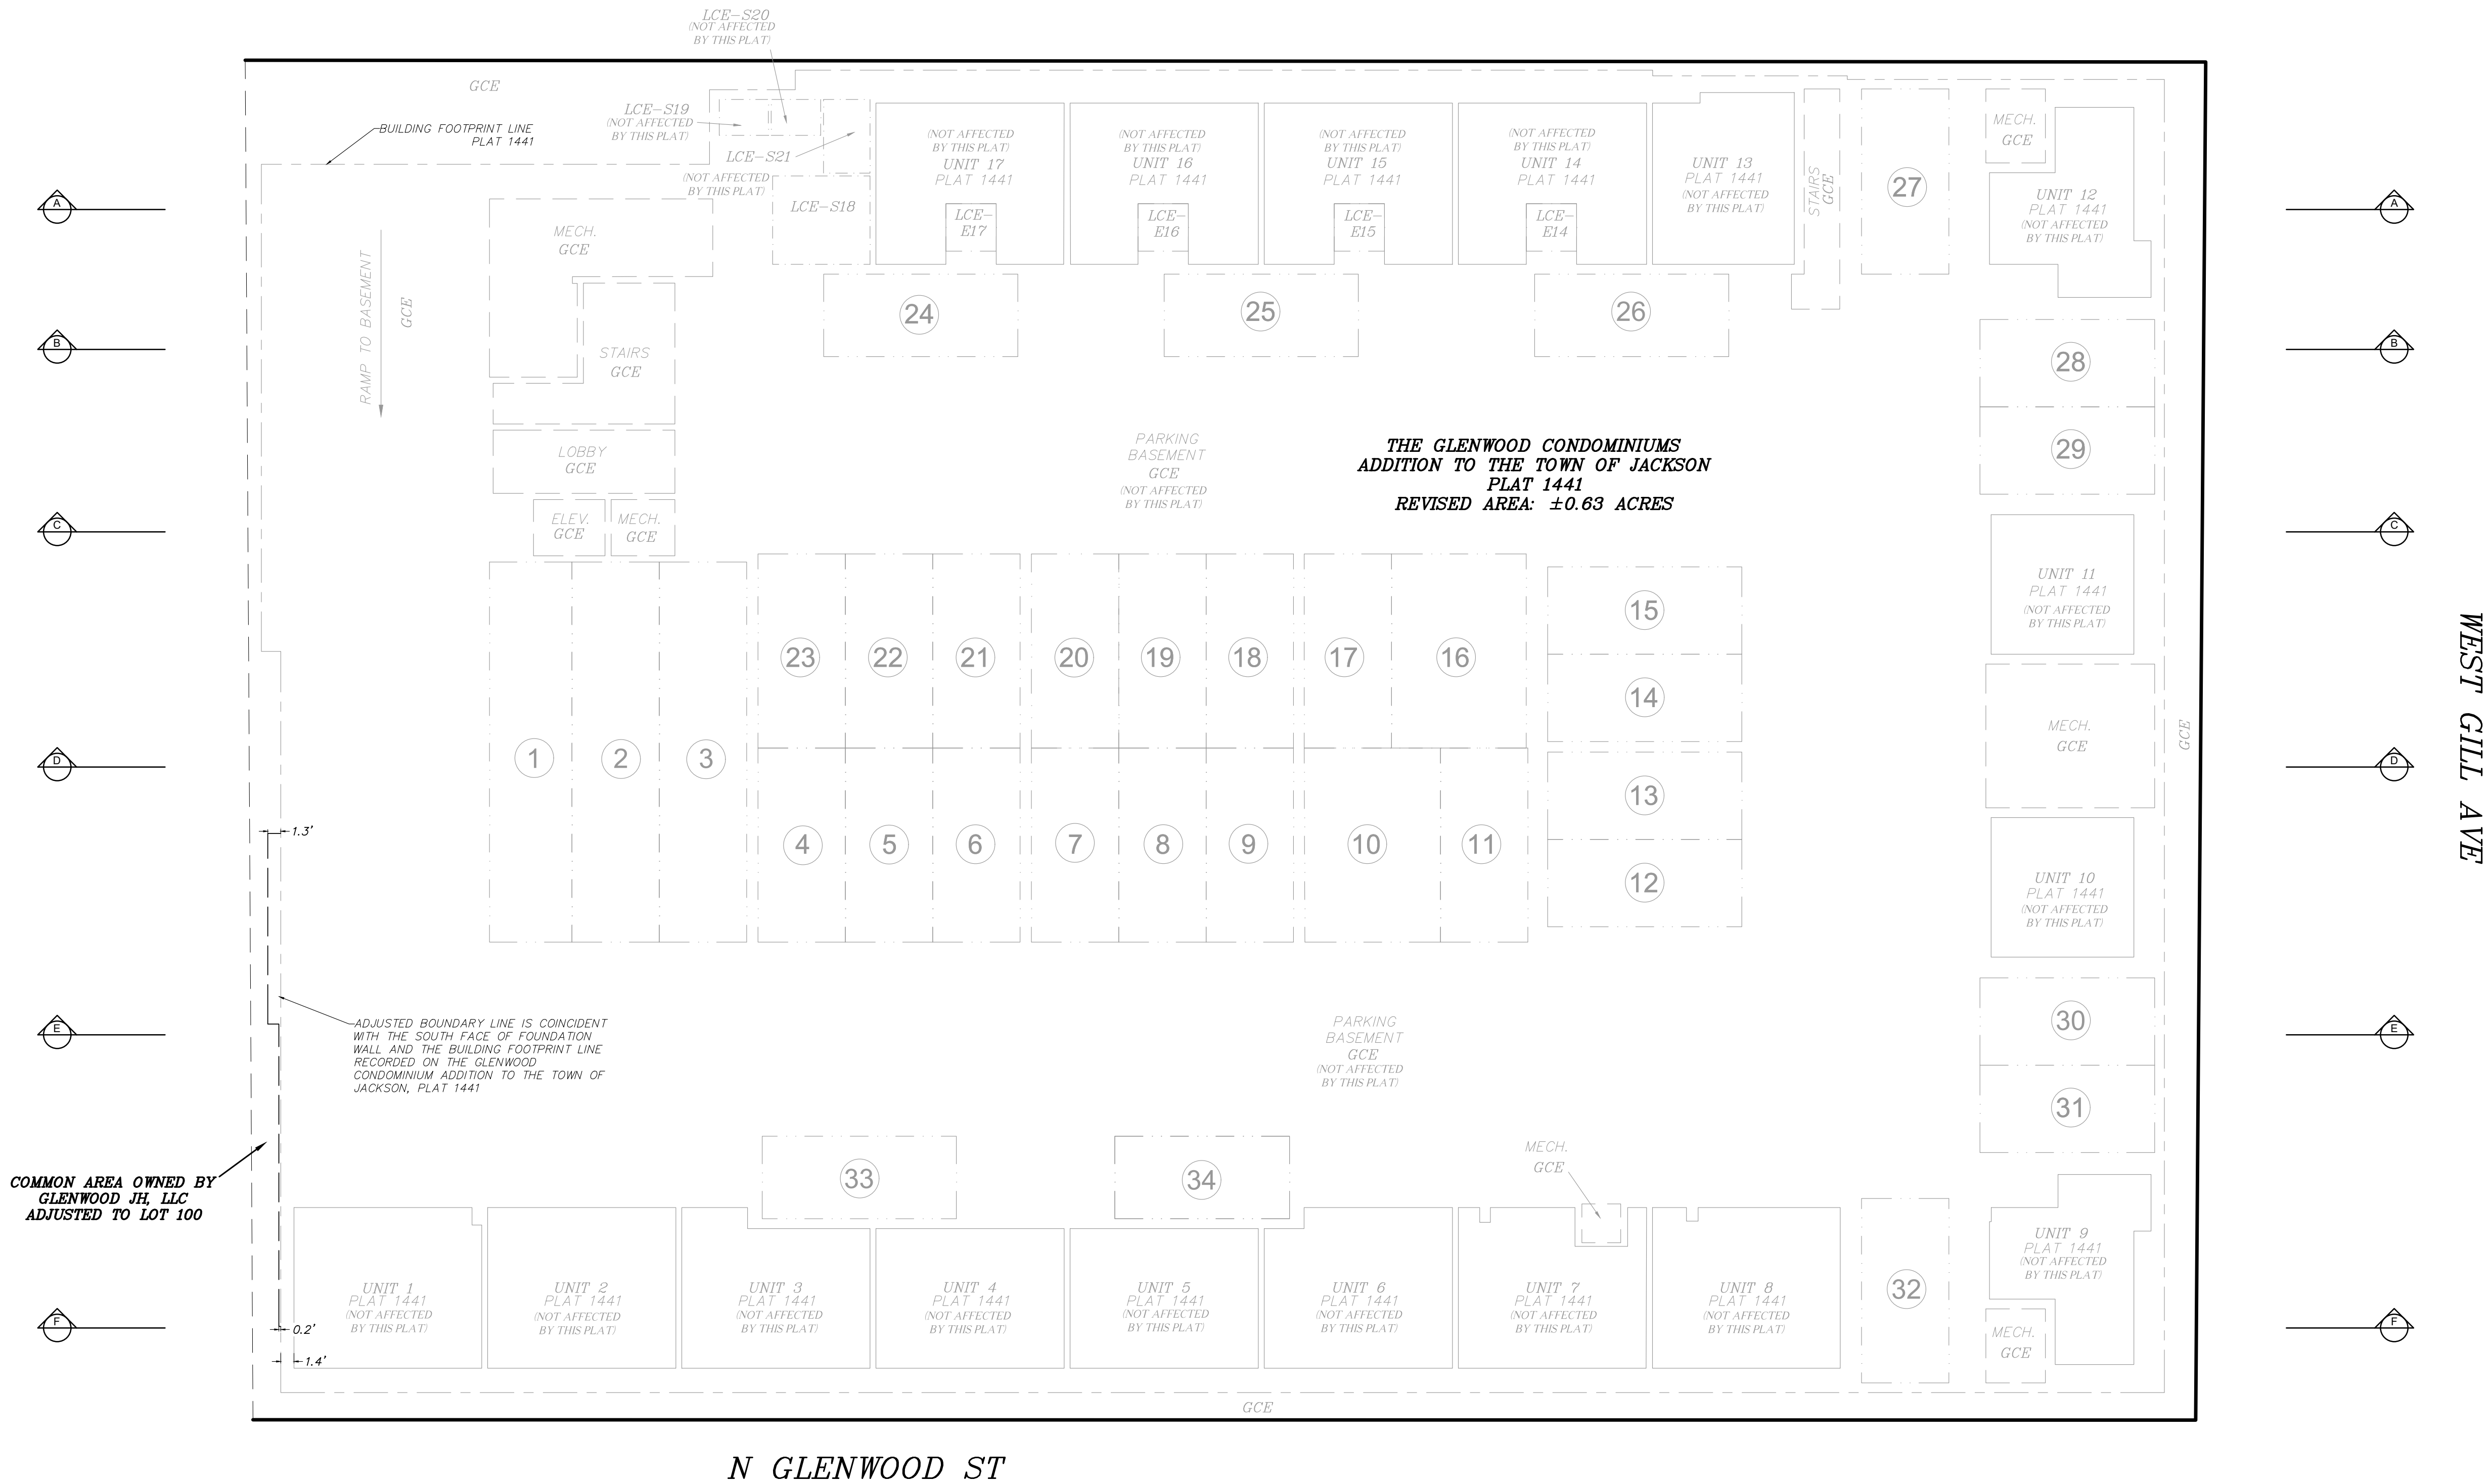 LCE-S20
(NOT AFFECTED
BY THIS PLAT)
GCE
BUILDING FOOTPRINT LINE
PLAT 1441
LCE-S19
(NOT AFFECTED
BY THIS PLAT)
LCE-S21
(NOT AFFECTED
BY THIS PLAT)
LCE-S18
(NOT AFFECTED
BY THIS PLAT)
UNIT 17
PLAT 1441
LCE-
E17
(NOT AFFECTED
BY THIS PLAT)
UNIT 16
PLAT 1441
LCE-
E16
(NOT AFFECTED
BY THIS PLAT)
UNIT 15
PLAT 1441
LCE-
E15
(NOT AFFECTED
BY THIS PLAT)
UNIT 14
PLAT 1441
LCE-
E14
UNIT 13
PLAT 1441
(NOT AFFECTED
BY THIS PLAT)
STAIRS
GCE
27
MECH.
GCE
UNIT 12
PLAT 1441
(NOT AFFECTED
BY THIS PLAT)
A
A
MECH.
GCE
RAMP TO BASEMENT
GCE
24
25
26
B
B
STAIRS
GCE
28
LOBBY
GCE
PARKING
BASEMENT
GCE
(NOT AFFECTED
BY THIS PLAT)
THE GLENWOOD CONDOMINIUMS
ADDITION TO THE TOWN OF JACKSON
PLAT 1441
REVISED AREA: ±0.63 ACRES
29
C
C
ELEV.
GCE
MECH.
GCE
UNIT 11
PLAT 1441
(NOT AFFECTED
BY THIS PLAT)
15
23
22
21
20
19
18
17
16
14
WEST GILL AVE
MECH.
GCE
GCE
D
D
1
2
3
13
1.3'
4
5
6
7
8
9
10
11
12
UNIT 10
PLAT 1441
(NOT AFFECTED
BY THIS PLAT)
E
E
ADJUSTED BOUNDARY LINE IS COINCIDENT
WITH THE SOUTH FACE OF FOUNDATION
WALL AND THE BUILDING FOOTPRINT LINE
RECORDED ON THE GLENWOOD
CONDOMINIUM ADDITION TO THE TOWN OF
JACKSON, PLAT 1441
PARKING
BASEMENT
GCE
(NOT AFFECTED
BY THIS PLAT)
30
31
COMMON AREA OWNED BY
GLENWOOD JH, LLC
ADJUSTED TO LOT 100
33
34
MECH.
GCE
UNIT 9
PLAT 1441
(NOT AFFECTED
BY THIS PLAT)
UNIT 1
PLAT 1441
(NOT AFFECTED
BY THIS PLAT)
UNIT 2
PLAT 1441
(NOT AFFECTED
BY THIS PLAT)
UNIT 3
PLAT 1441
(NOT AFFECTED
BY THIS PLAT)
UNIT 4
PLAT 1441
(NOT AFFECTED
BY THIS PLAT)
UNIT 5
PLAT 1441
(NOT AFFECTED
BY THIS PLAT)
UNIT 6
PLAT 1441
(NOT AFFECTED
BY THIS PLAT)
UNIT 7
PLAT 1441
(NOT AFFECTED
BY THIS PLAT)
UNIT 8
PLAT 1441
(NOT AFFECTED
BY THIS PLAT)
32
F
F
0.2'
MECH.
GCE
1.4'
GCE
N GLENWOOD ST